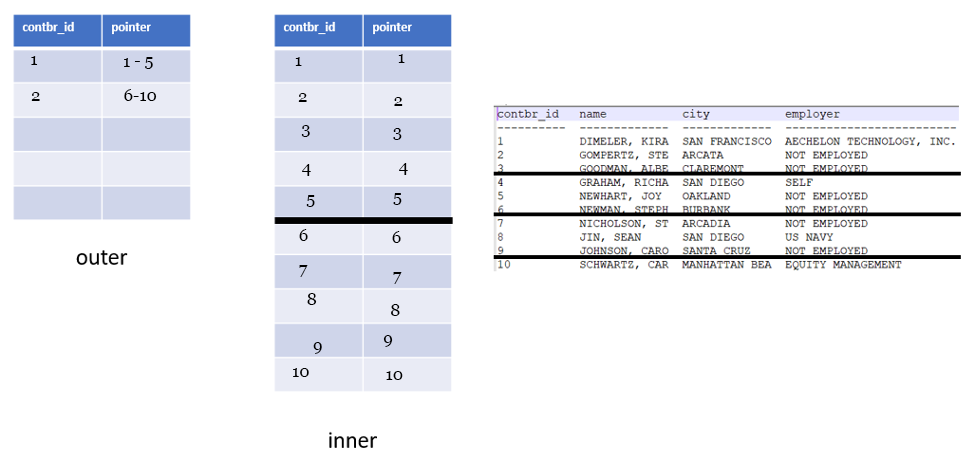 contbr_id pointer
1 1 - 5
2 6-10
outer
contbr_id pointer
1 1
2 2
3 3
4 4
5 5
6 6
7 7
8 8
9 9
10 10
inner
contbr_id name city employer
---------- ------------- ------------- -------------------------
1 DIMELER, KIRA SAN FRANCISCO AECHELON TECHNOLOGY, INC.
2 GOMPERTZ, STE ARCATA NOT EMPLOYED
3 GOODMAN, ALBE CLAREMONT NOT EMPLOYED
4 GRAHAM, RICHA SAN DIEGO SELF
5 NEWHART, JOY OAKLAND NOT EMPLOYED
6 NEWMAN, STEPH BURBANK NOT EMPLOYED
7 NICHOLSON, ST ARCADIA NOT EMPLOYED
8 JIN, SEAN SAN DIEGO US NAVY
9 JOHNSON, CARO SANTA CRUZ NOT EMPLOYED
10 SCHWARTZ, CAR MANHATTAN BEA EQUITY MANAGEMENT